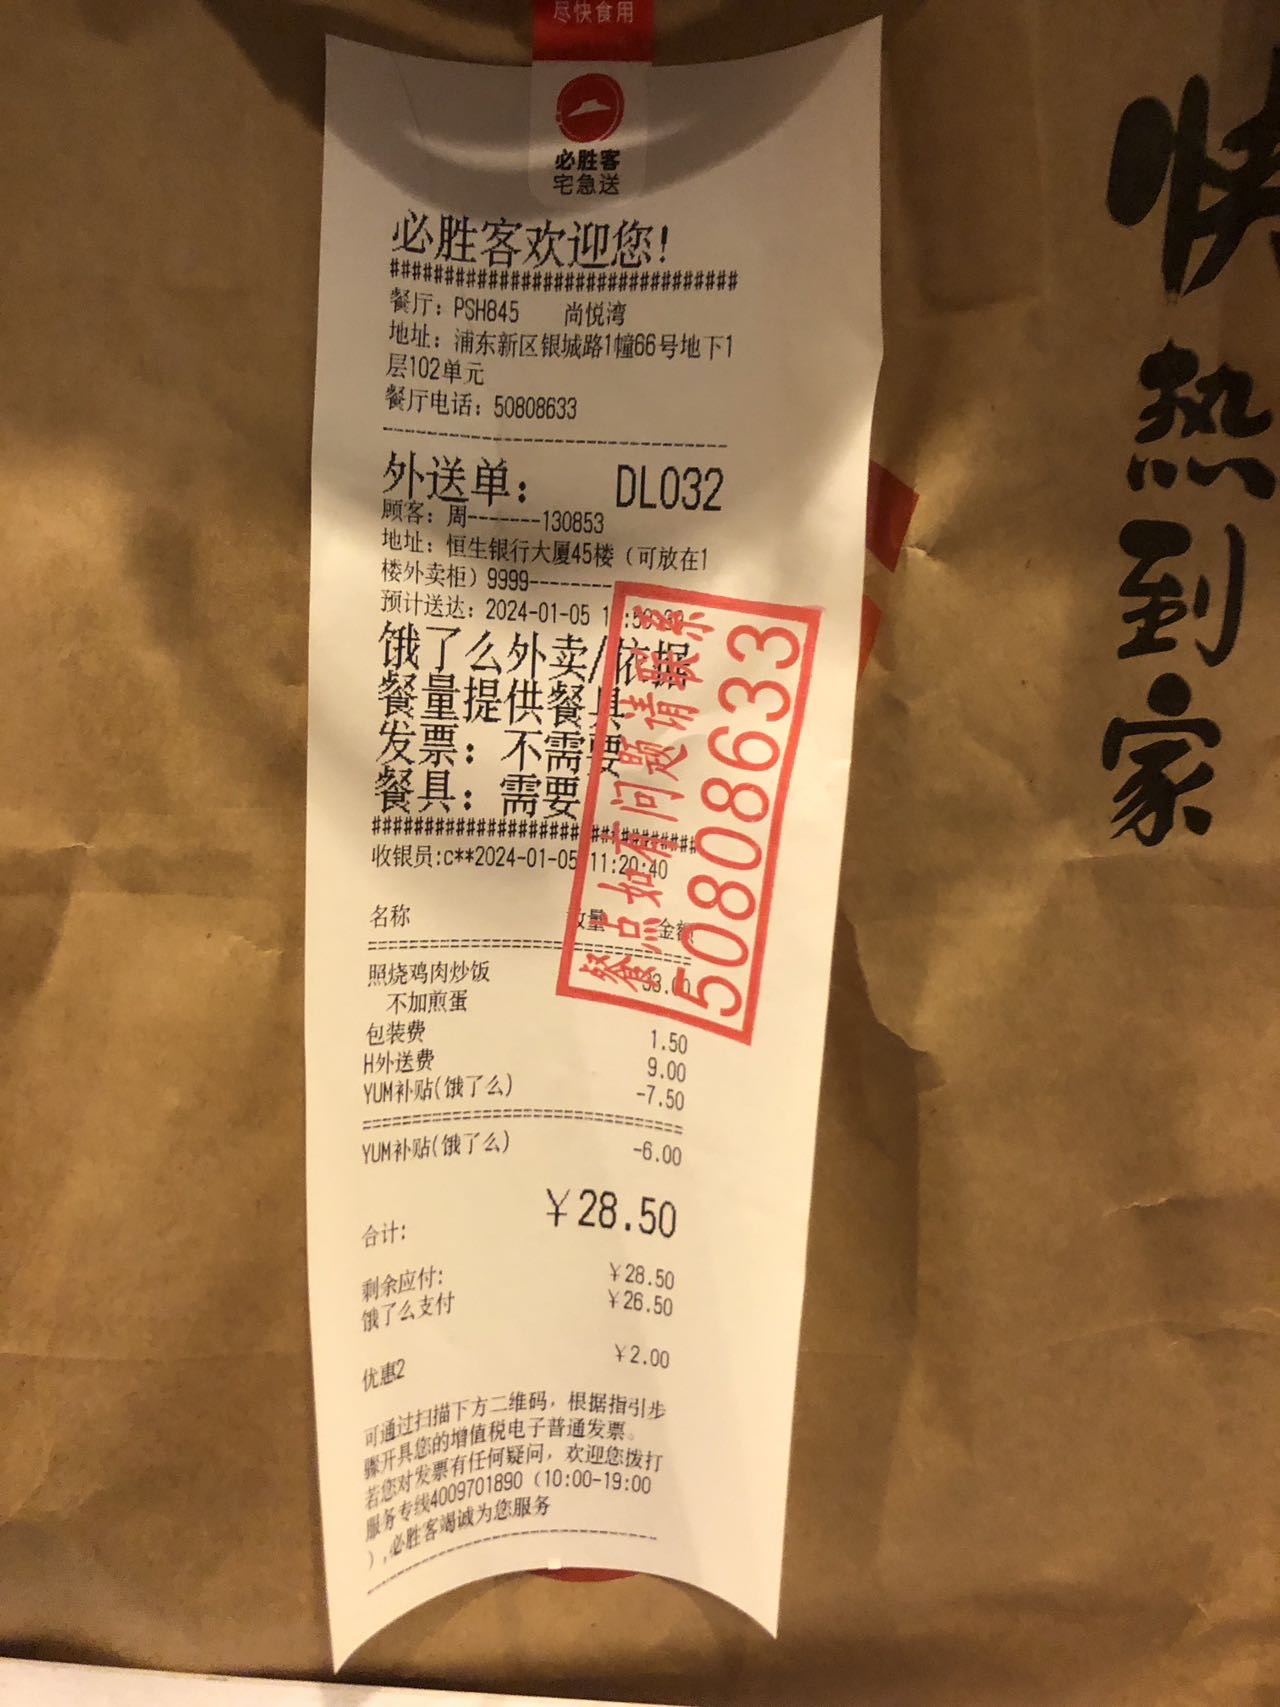 尽快食用
必胜客
宅急送
必胜客欢迎您!
################################
餐厅: PSH845 尚悦湾
地址: 浦东新区银城路1幢66号地下1
层102单元
餐厅电话: 50808633
--------------------------------
外送单: DL032
顾客: 周-------130853
地址: 恒生银行大厦45楼（可放在1
楼外卖柜）9999--------
预计送达: 2024-01-05
饿了么外卖/依据
餐量提供餐具
发票: 不需要
餐具: 需要
################################
收银员:c**2024-01-05 11:20:40
名称 数量 金额
================================
照烧鸡肉炒饭 33.00
不加煎蛋
包装费 1.50
H外送费 9.00
YUM补贴(饿了么) -7.50
================================
YUM补贴(饿了么) -6.00
合计: ¥28.50
剩余应付: ¥28.50
饿了么支付 ¥26.50
优惠2 ¥2.00
可通过扫描下方二维码, 根据指引步
骤开具您的增值税电子普通发票。
若您对发票有任何疑问, 欢迎您拨打
服务专线4009701890（10:00-19:00
）,必胜客竭诚为您服务
--------------------------------
餐点如有问题请联系
50808633
快
热
到
家